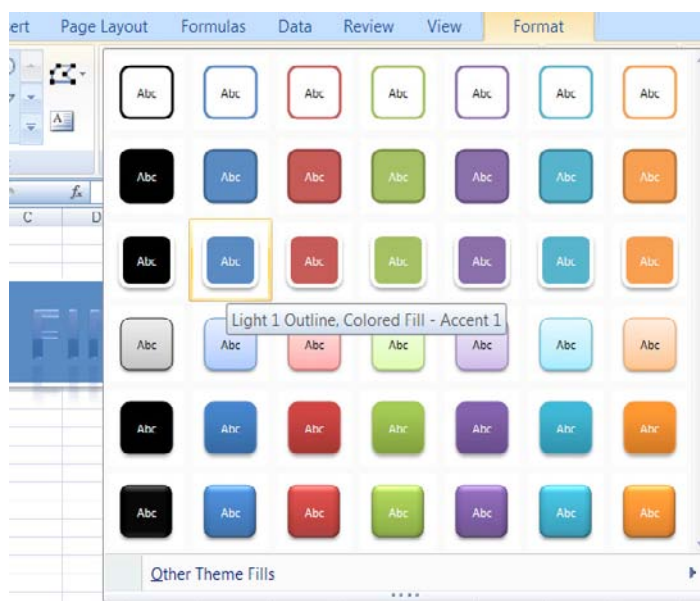 ert Page Layout Formulas Data Review View Format
A
Abc Abc Abc Abc Abc Abc Abc
Abc Abc Abc Abc Abc Abc Abc
fx
C D
Abc Abc Abc Abc Abc Abc Abc
Light 1 Outline, Colored Fill - Accent 1
FI
Abc Abc Abc Abc Abc Abc Abc
Abc Abc Abc Abc Abc Abc Abc
Abc Abc Abc Abc Abc Abc Abc
Other Theme Fills